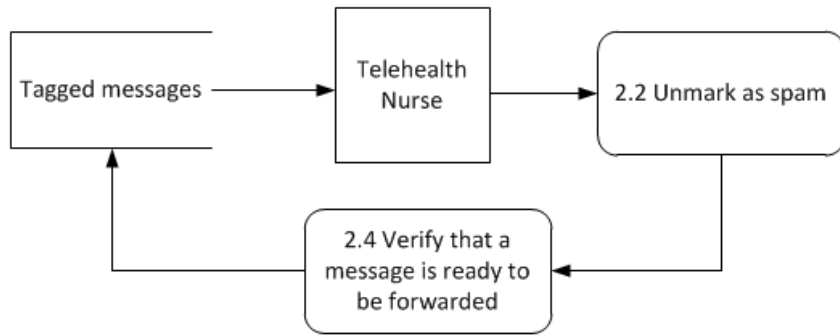 Tagged messages
Telehealth
Nurse
2.2 Unmark as spam
2.4 Verify that a
message is ready to
be forwarded